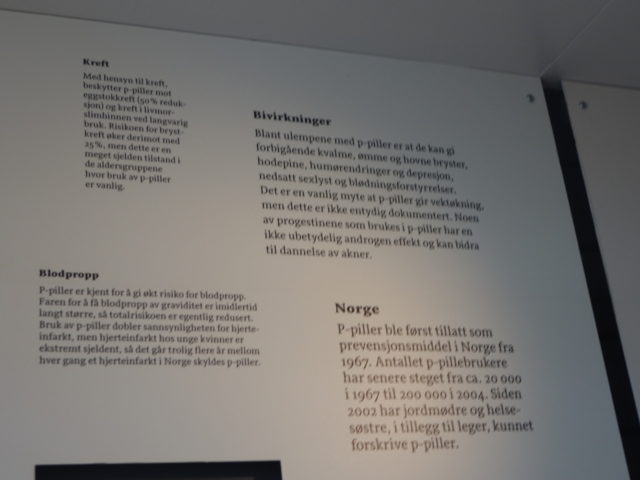 Kreft
Med hensyn til kreft,
beskytter p-piller mot
eggstokkreft (50% reduk-
sjon) og kreft i livmor-
slimhinnen ved langvarig
bruk. Risikoen for bryst-
kreft øker derimot med
25%, men dette er en
meget sjelden tilstand i
de aldersgruppene
hvor bruk av p-piller
er vanlig.
Bivirkninger
Blant ulempene med p-piller er at de kan gi
forbigående kvalme, ømme og hovne bryster,
hodepine, humørendringer og depresjon,
nedsatt sexlyst og blødningsforstyrrelser.
Det er en vanlig myte at p-piller gir vektøkning,
men dette er ikke entydig dokumentert. Noen
av progestinene som brukes i p-piller har en
ikke ubetydelig androgen effekt og kan bidra
til dannelse av akner.
Blodpropp
P-piller er kjent for å gi økt risiko for blodpropp.
Faren for å få blodpropp av graviditet er imidlertid
langt større, så totalrisikoen er egentlig redusert.
Bruk av p-piller dobler sannsynligheten for hjerte-
infarkt, men hjerteinfarkt hos unge kvinner er
ekstremt sjeldent, så det går trolig flere år mellom
hver gang et hjerteinfarkt i Norge skyldes p-piller.
Norge
P-piller ble først tillatt som
prevensjonsmiddel i Norge fra
1967. Antallet p-pillebrukere
har senere steget fra ca. 20 000
i 1967 til 200 000 i 2004. Siden
2002 har jordmødre og helse-
søstre, i tillegg til leger, kunnet
forskrive p-piller.